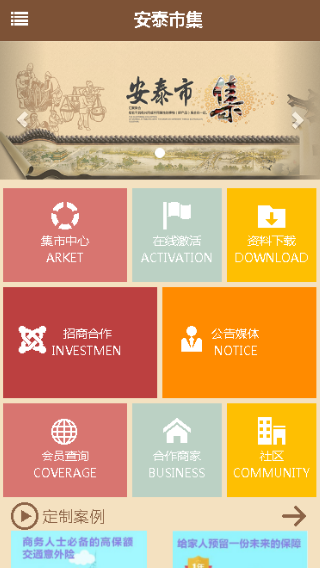 安泰市集
安泰市
集
集市中心
ARKET
在线激活
ACTIVATION
资料下载
DOWNLOAD
招商合作
INVESTMEN
公告媒体
NOTICE
会员查询
COVERAGE
合作商家
BUSINESS
社区
COMMUNITY
定制案例
商务人士必备的高保额
交通意外险
给家人预留一份未来的保障